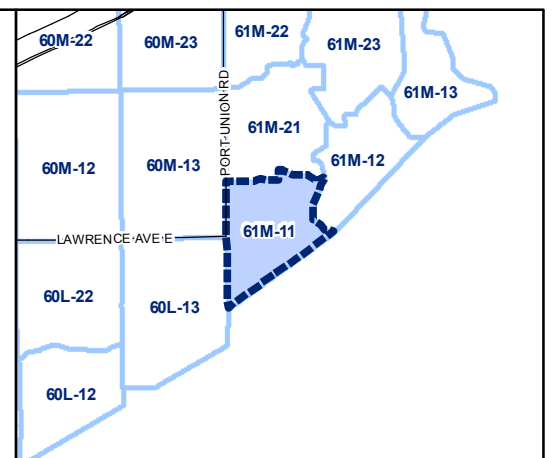 60M-22
60M-23
61M-22
61M-23
61M-13
PORT UNION RD
61M-21
60M-12
60M-13
61M-12
61M-11
LAWRENCE AVE E
60L-22
60L-13
60L-12